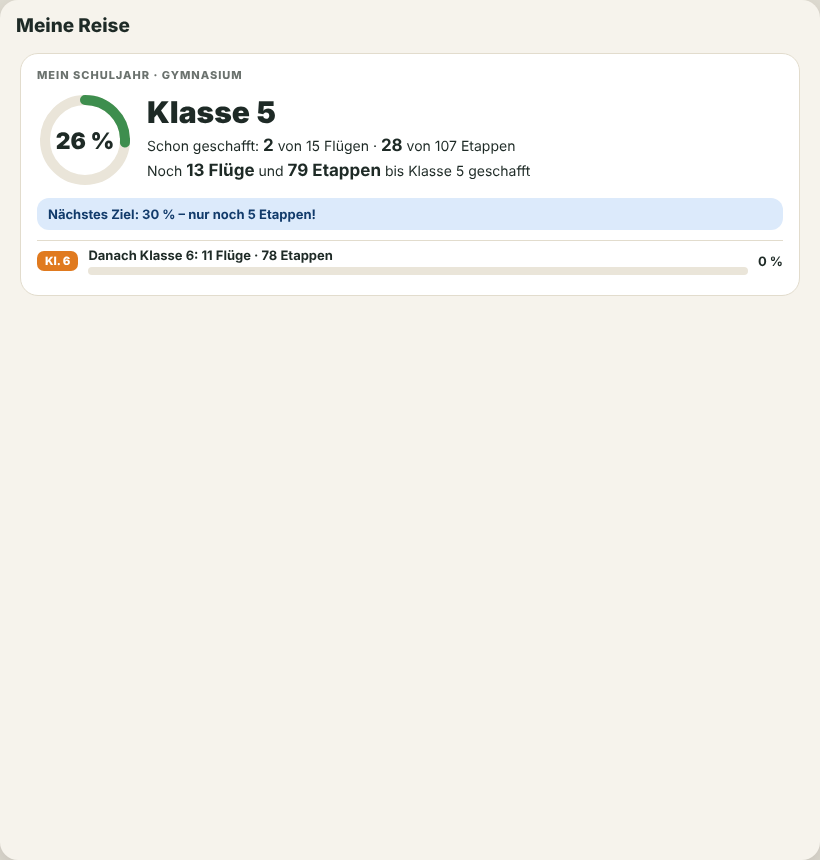 Meine Reise
MEIN SCHULJAHR · GYMNASIUM
26 %
Klasse 5
Schon geschafft: 2 von 15 Flügen · 28 von 107 Etappen
Noch 13 Flüge und 79 Etappen bis Klasse 5 geschafft
Nächstes Ziel: 30 % – nur noch 5 Etappen!
Kl. 6
Danach Klasse 6: 11 Flüge · 78 Etappen
0 %